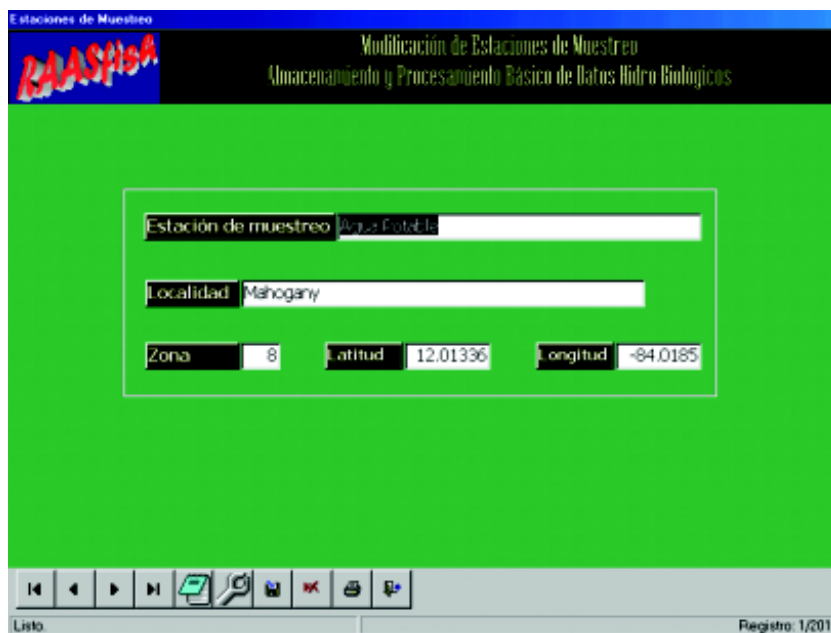 Estaciones de Muestreo
RAASfisA
Modificación de Estaciones de Muestreo
Almacenamiento y Procesamiento Básico de Datos Hidro Biológicos
Estación de muestreo Agua Potable
Localidad Mahogany
Zona 8 Latitud 12.01336 Longitud -84.0185
Listo. Registro: 1/201